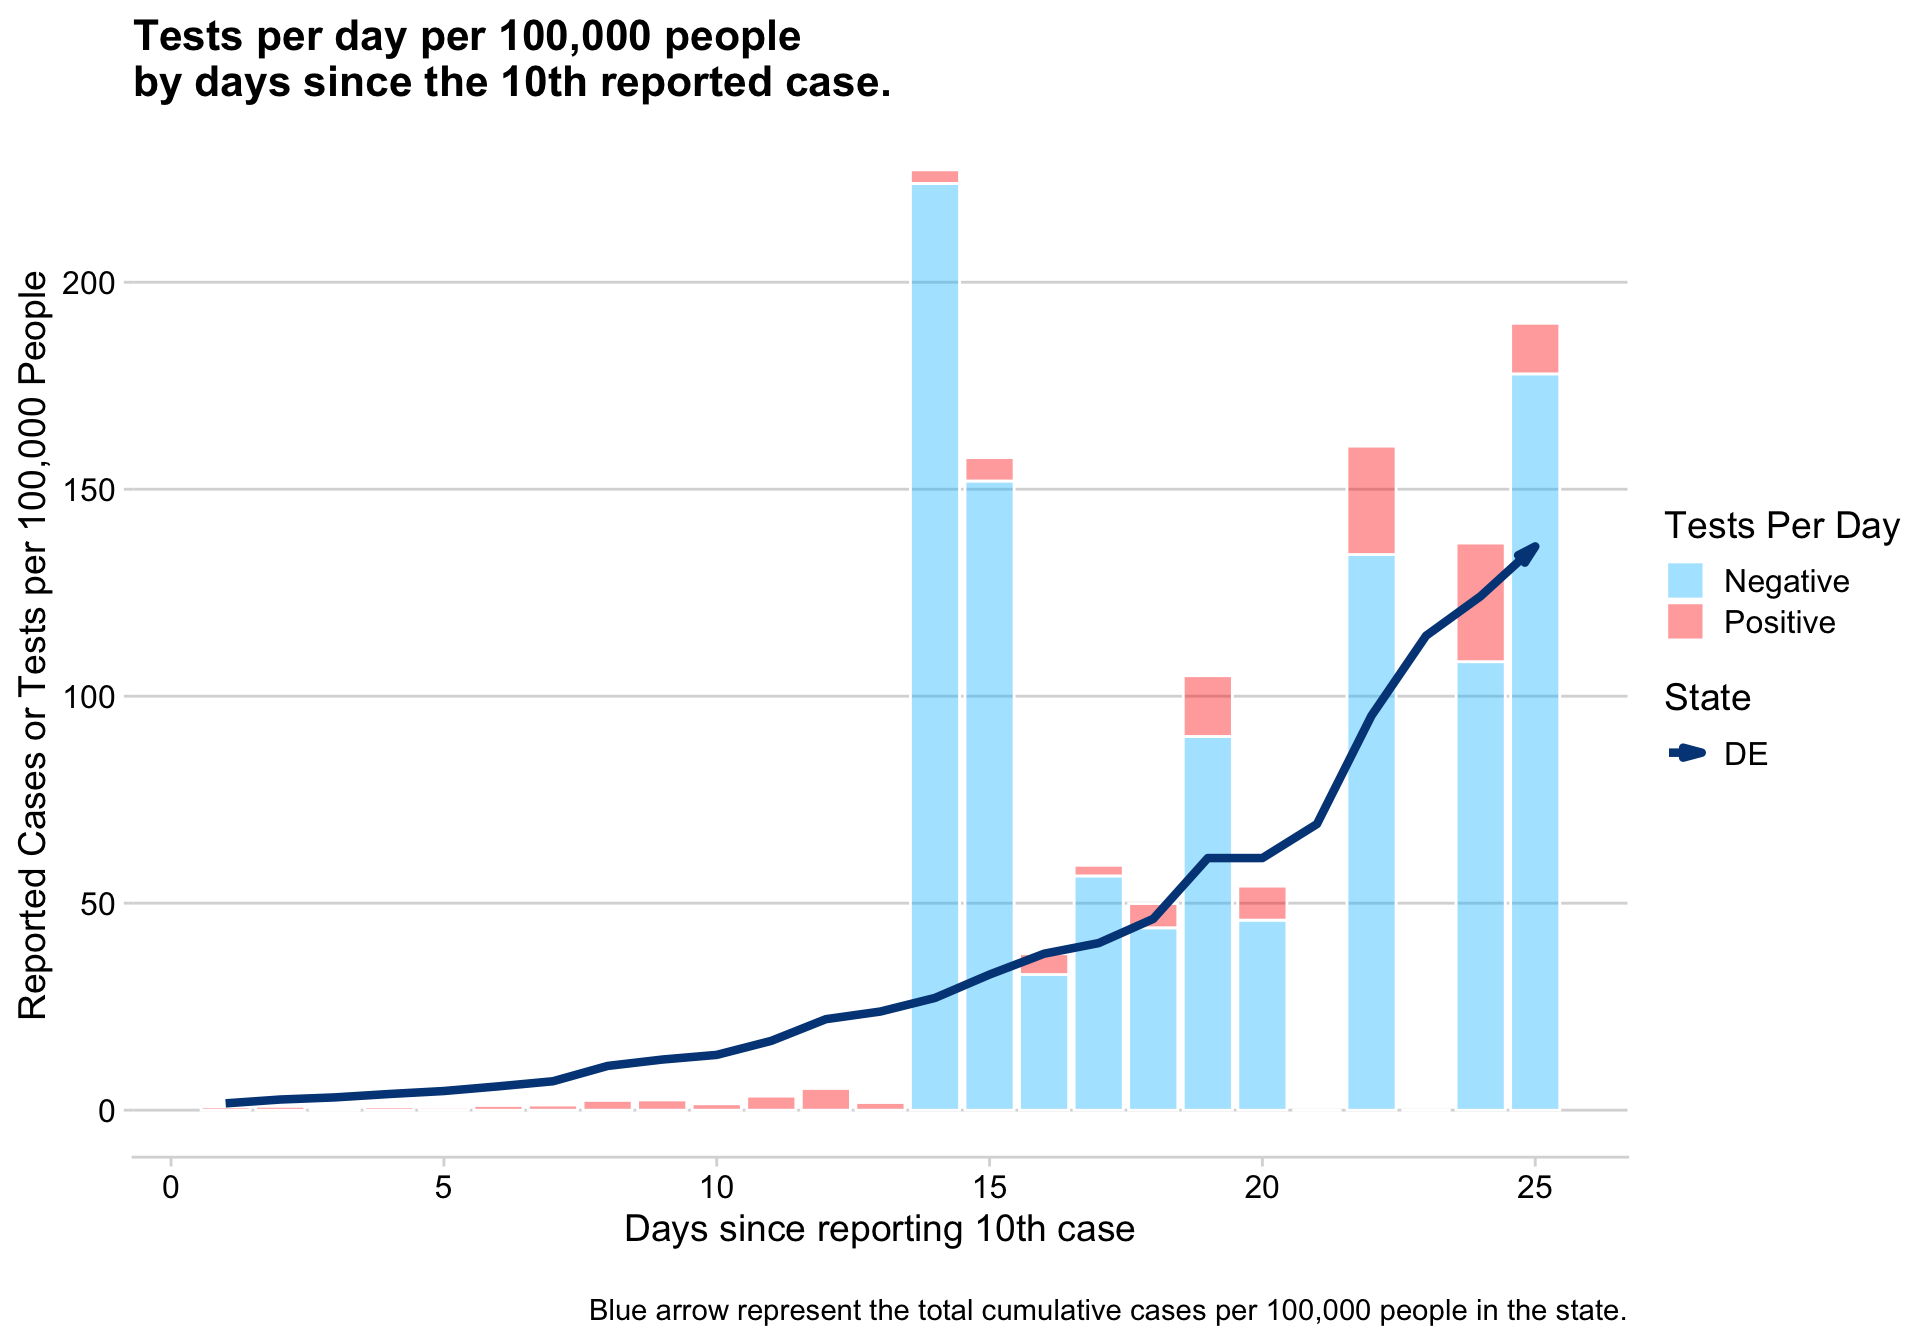 Tests per day per 100,000 people
by days since the 10th reported case.
Reported Cases or Tests per 100,000 People
200
150
100
50
0
0 5 10 15 20 25
Days since reporting 10th case
Tests Per Day
Negative
Positive
State
DE
Blue arrow represent the total cumulative cases per 100,000 people in the state.